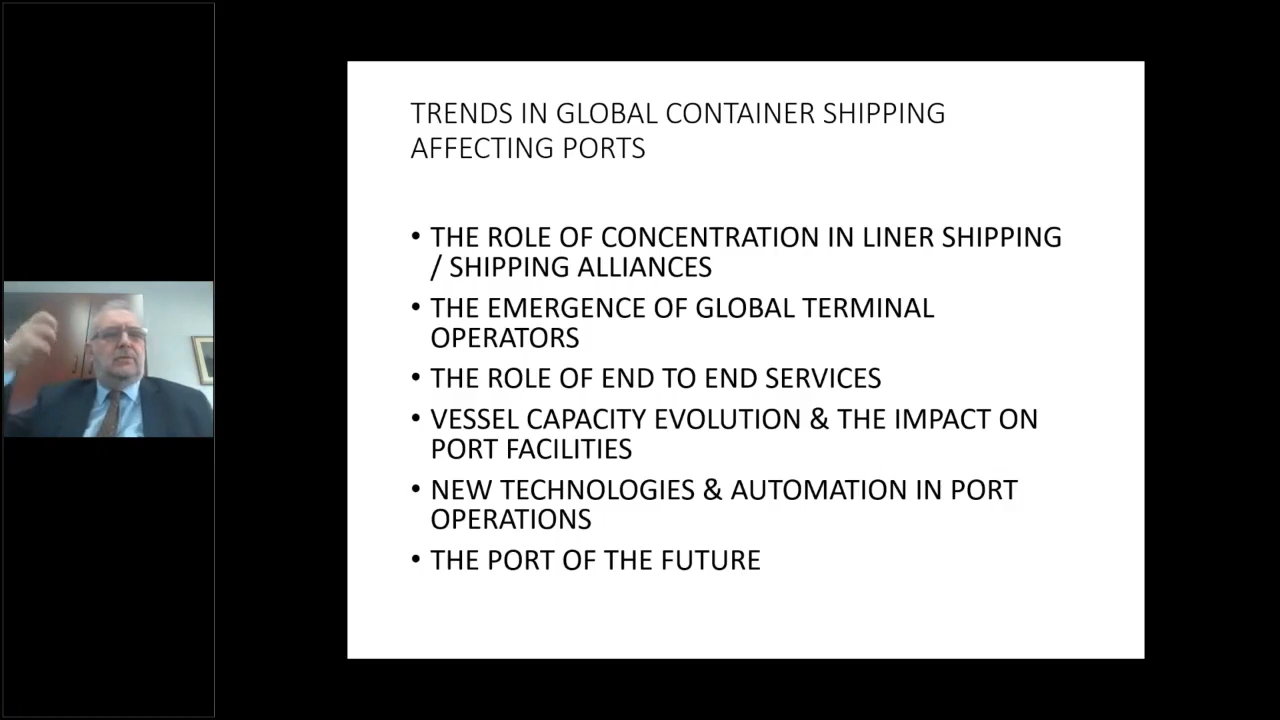 TRENDS IN GLOBAL CONTAINER SHIPPING
AFFECTING PORTS
• THE ROLE OF CONCENTRATION IN LINER SHIPPING
/ SHIPPING ALLIANCES
• THE EMERGENCE OF GLOBAL TERMINAL
OPERATORS
• THE ROLE OF END TO END SERVICES
• VESSEL CAPACITY EVOLUTION & THE IMPACT ON
PORT FACILITIES
• NEW TECHNOLOGIES & AUTOMATION IN PORT
OPERATIONS
• THE PORT OF THE FUTURE